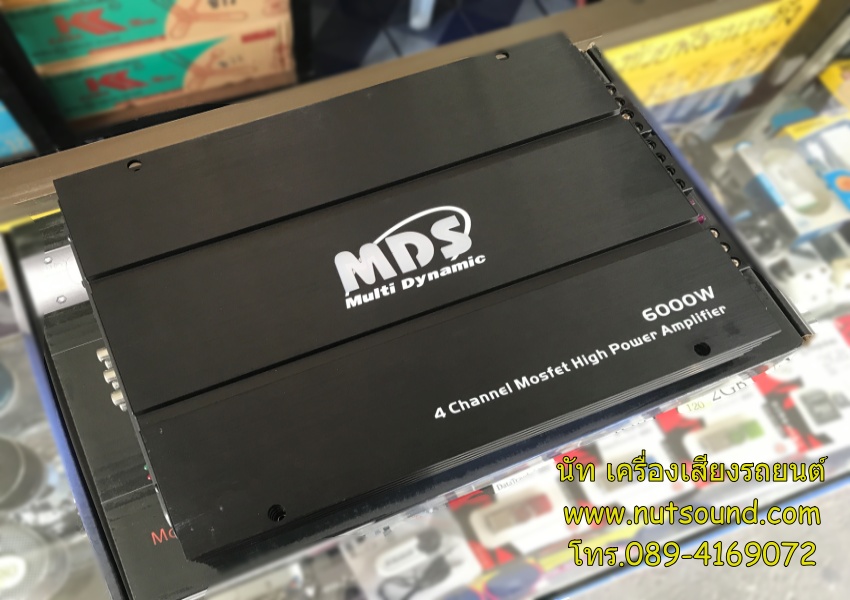 MDS
Multi Dynamic
6000W
4 Channel Mosfet High Power Amplifier
2GB
นัท เครื่องเสียงรถยนต์
www.nutsound.com
โทร.089-4169072